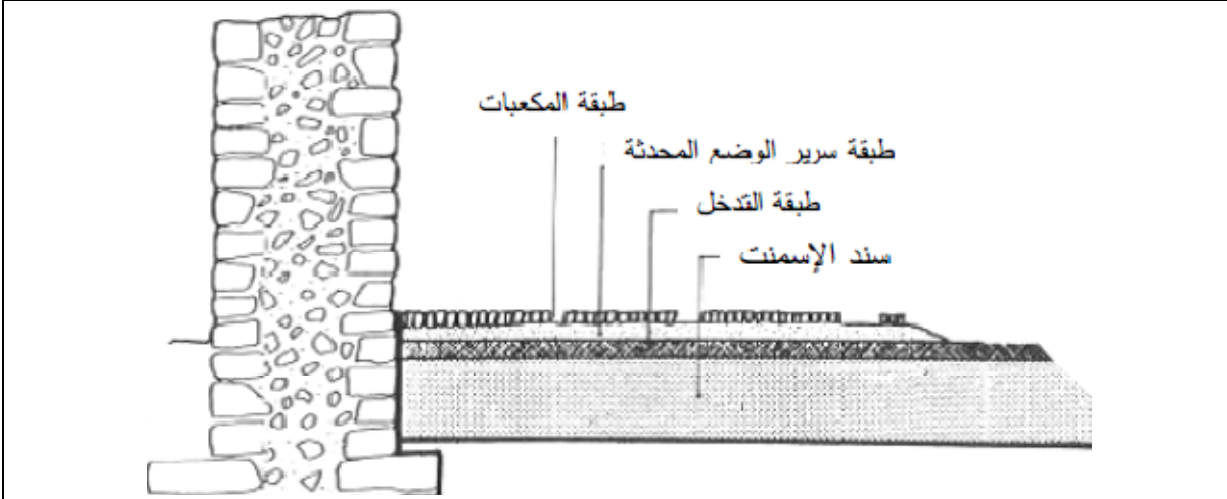 طبقة المكعبات
طبقة سرير الوضع المحدثة
طبقة التدخل
سند الإسمنت